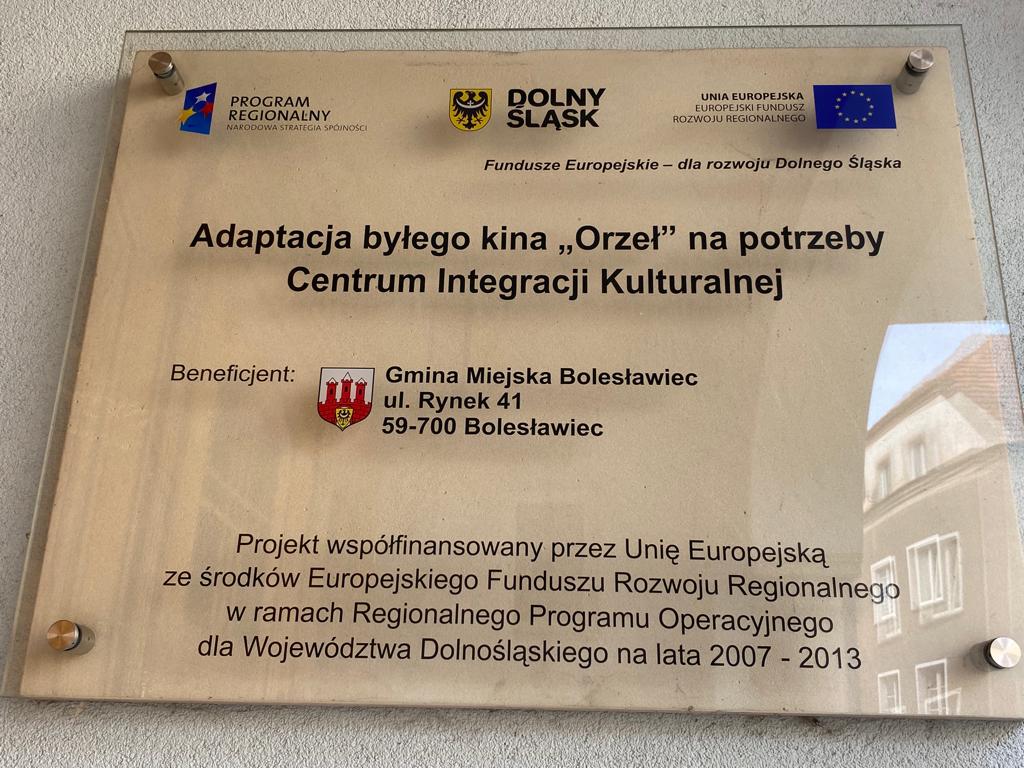 PROGRAM
REGIONALNY
NARODOWA STRATEGIA SPÓJNOŚCI
DOLNY
ŚLĄSK
UNIA EUROPEJSKA
EUROPEJSKI FUNDUSZ
ROZWOJU REGIONALNEGO
Fundusze Europejskie – dla rozwoju Dolnego Śląska
Adaptacja byłego kina „Orzeł” na potrzeby
Centrum Integracji Kulturalnej
Beneficjent:
Gmina Miejska Bolesławiec
ul. Rynek 41
59-700 Bolesławiec
Projekt współfinansowany przez Unię Europejską
ze środków Europejskiego Funduszu Rozwoju Regionalnego
w ramach Regionalnego Programu Operacyjnego
dla Województwa Dolnośląskiego na lata 2007 - 2013